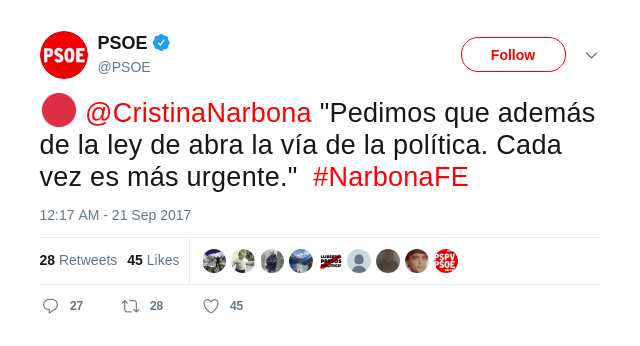 PSOE
PSOE
@PSOE
Follow
@CristinaNarbona "Pedimos que además
de la ley de abra la vía de la política. Cada
vez es más urgente." #NarbonaFE
12:17 AM - 21 Sep 2017
28 Retweets 45 Likes
PSPV
PSOE
27 28 45